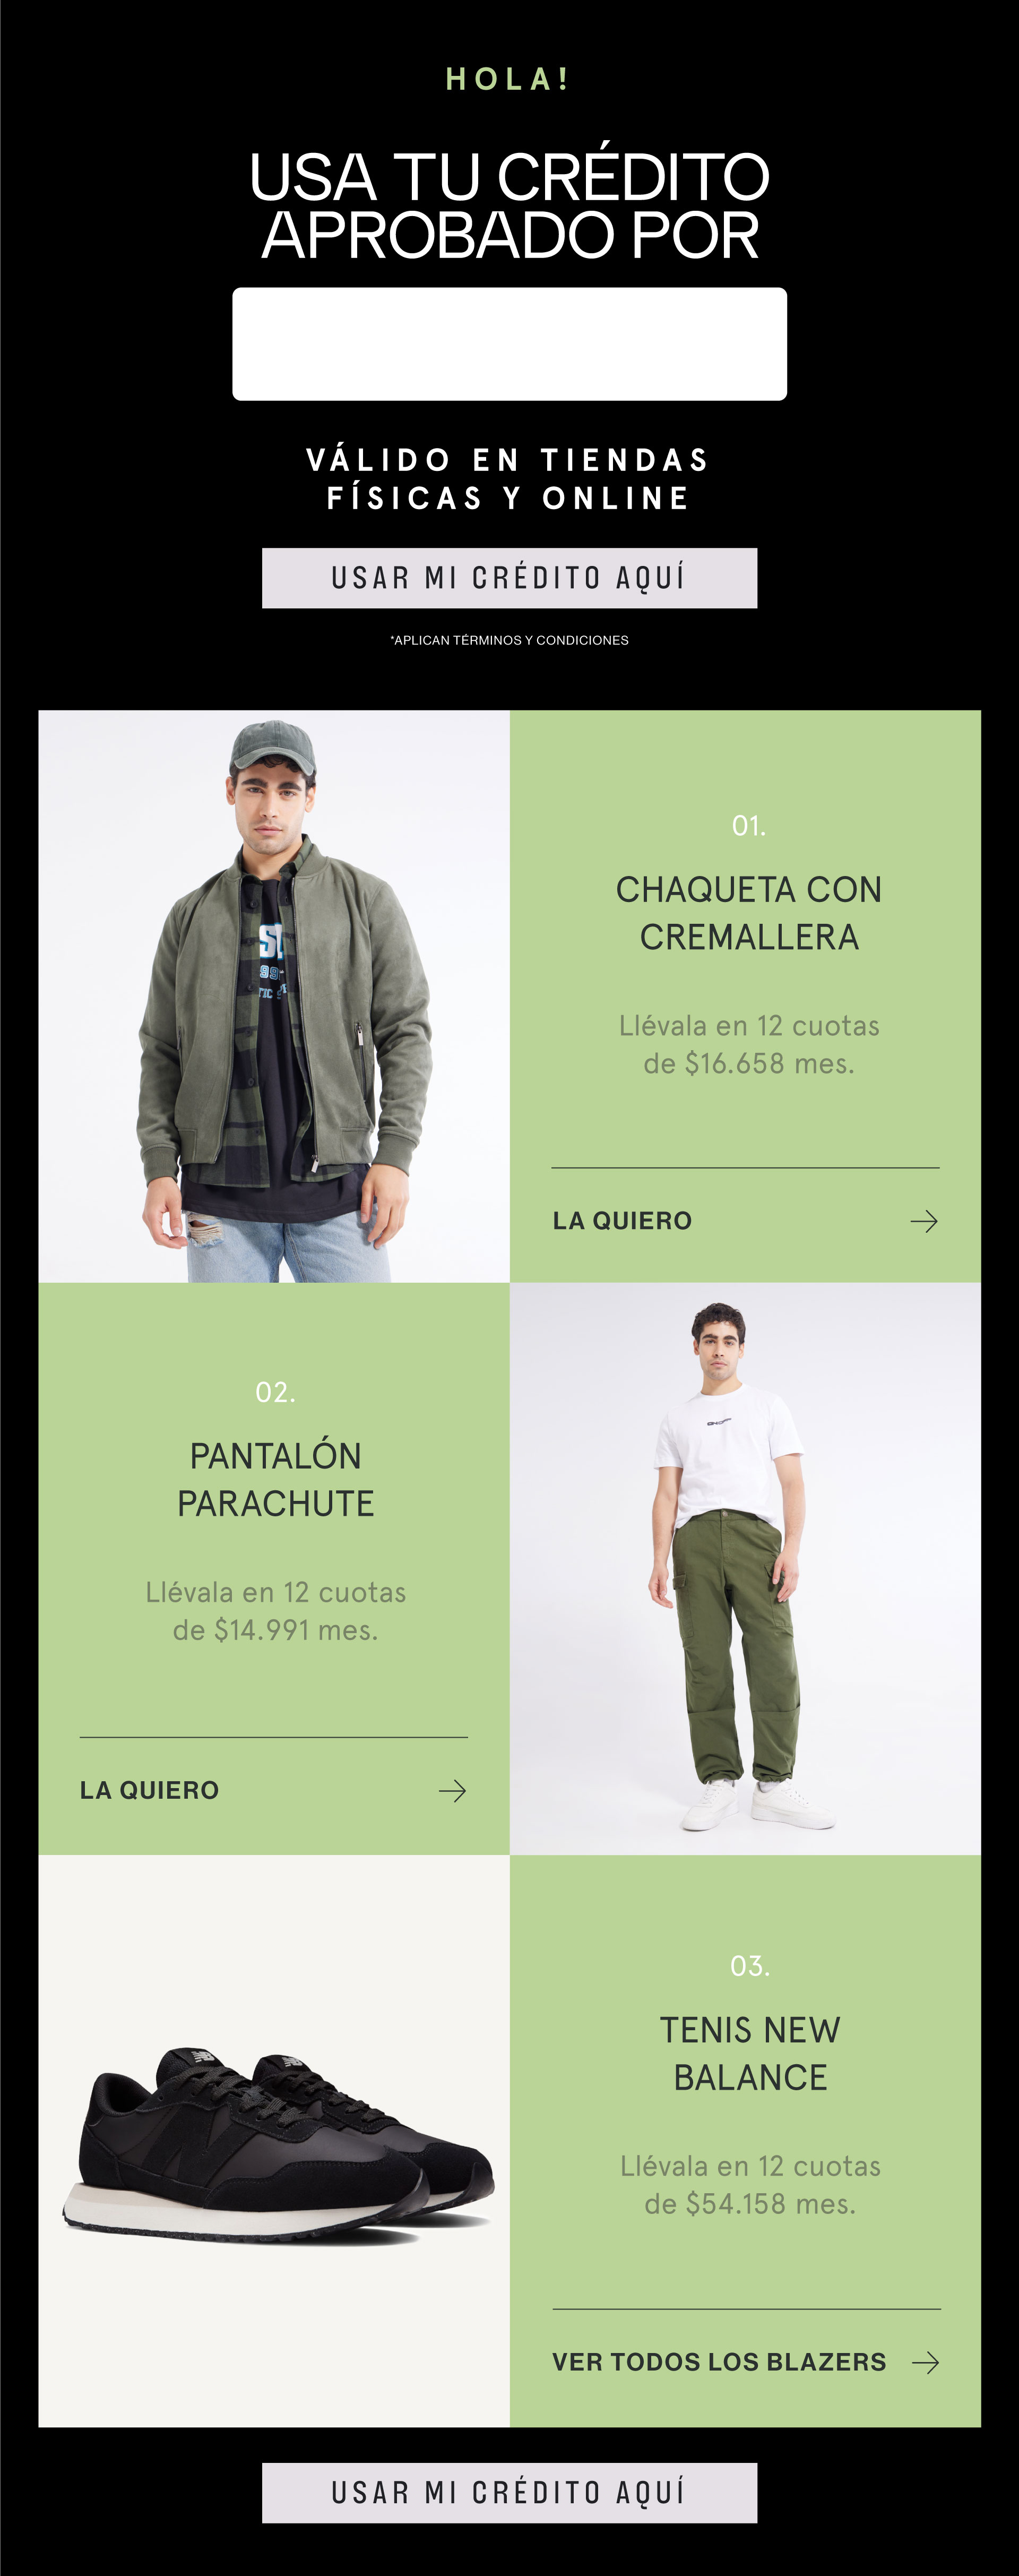 HOLA!
USA TU CRÉDITO
APROBADO POR
VÁLIDO EN TIENDAS
FÍSICAS Y ONLINE
USAR MI CRÉDITO AQUÍ
*APLICAN TÉRMINOS Y CONDICIONES
01.
CHAQUETA CON
CREMALLERA
Llévala en 12 cuotas
de $16.658 mes.
LA QUIERO
02.
PANTALÓN
PARACHUTE
Llévala en 12 cuotas
de $14.991 mes.
LA QUIERO
03.
TENIS NEW
BALANCE
Llévala en 12 cuotas
de $54.158 mes.
VER TODOS LOS BLAZERS
USAR MI CRÉDITO AQUÍ